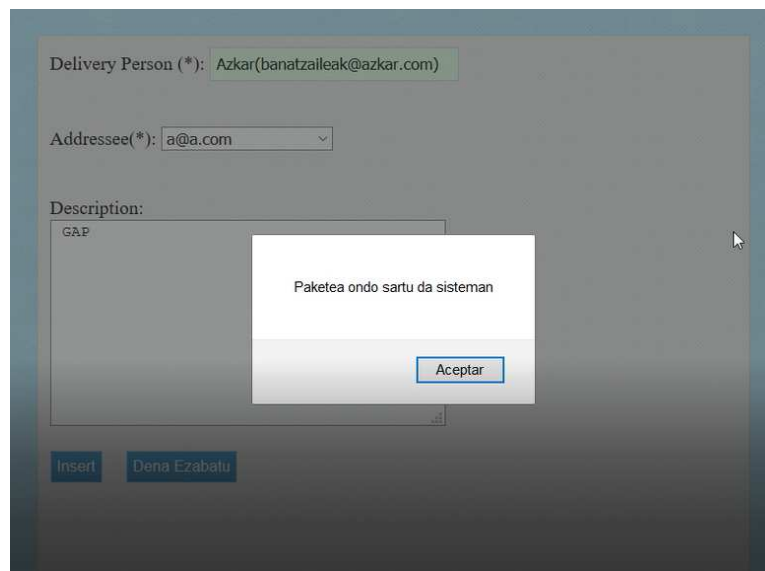 Delivery Person (*): Azkar(banatzaileak@azkar.com)
Addressee(*): a@a.com
Description:
GAP
Paketea ondo sartu da sisteman
Aceptar
Insert Dena Ezabatu